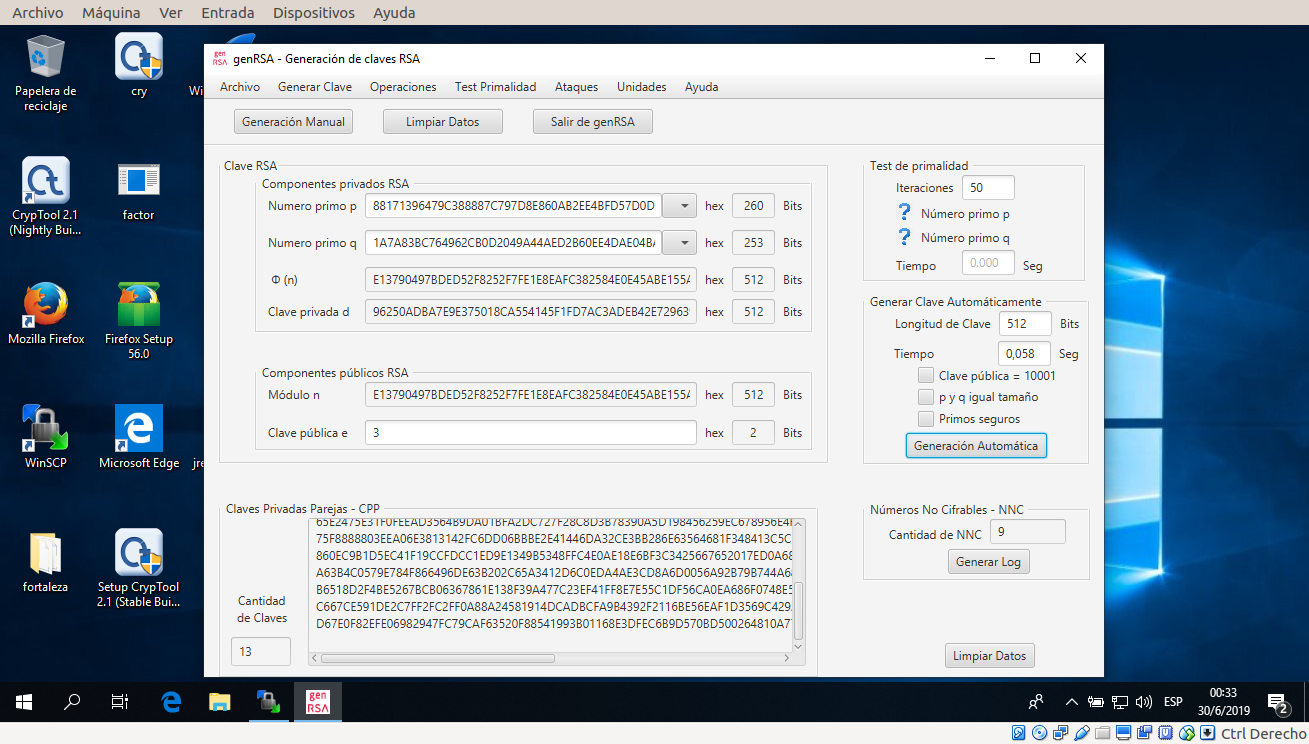 Archivo Máquina Ver Entrada Dispositivos Ayuda
Papelera de reciclaje
cry
Wi
CrypTool 2.1 (Nightly Bui...
factor
Mozilla Firefox
Firefox Setup 56.0
WinSCP
Microsoft Edge
jre
fortaleza
Setup CrypTool 2.1 (Stable Bui...
gen RSA
genRSA - Generación de claves RSA
Archivo Generar Clave Operaciones Test Primalidad Ataques Unidades Ayuda
Generación Manual
Limpiar Datos
Salir de genRSA
Clave RSA
Componentes privados RSA
Numero primo p 88171396479C388887C797D8E860AB2EE4BFD57D0D hex 260 Bits
Numero primo q 1A7A83BC764962CB0D2049A44AED2B60EE4DAE04B hex 253 Bits
Φ (n) E13790497BDED52F8252F7FE1E8EAFC382584E0E45ABE155 hex 512 Bits
Clave privada d 96250ADBA7E9E375018CA554145F1FD7AC3ADEB42E7296 hex 512 Bits
Componentes públicos RSA
Módulo n E13790497BDED52F8252F7FE1E8EAFC382584E0E45ABE155 hex 512 Bits
Clave pública e 3 hex 2 Bits
Test de primalidad
Iteraciones 50
? Número primo p
? Número primo q
Tiempo 0.000 Seg
Generar Clave Automáticamente
Longitud de Clave 512 Bits
Tiempo 0,058 Seg
Clave pública = 10001
p y q igual tamaño
Primos seguros
Generación Automática
Claves Privadas Parejas - CPP
Cantidad de Claves
13
65E2475E31F0FEEAD3564B9DA01BFA2DC727F28C8D3B78390A5D198456259EC678956E4
75F8888803EEA06E3813142FC6DD06BBBE2E41446DA32CE3BB286E63564681F348413C5C
860EC9B1D5EC41F19CCFDCC1ED9E1349B5348FFC4E0AE18E6BF3C3425667652017ED0A68
A63B4C0579E784F866496DE63B202C65A3412D6C0EDA4AE3CD8A6D0056A92B79B744A6
B6518D2F4BE5267BCB06367861E138F39A477C23EF41FF8E7E55C1DF56CA0EA686F0748E5
C667CE591DE2C7FF2FC2FF0A88A24581914DCADBCFA9B4392F2116BE56EAF1D3569C429
D67E0F82EFE06982947FC79CAF63520F88541993B01168E3DFEC6B9D570BD500264810A7
Números No Cifrables - NNC
Cantidad de NNC 9
Generar Log
Limpiar Datos
gen RSA
ESP
00:33
30/6/2019
2
Ctrl Derecho